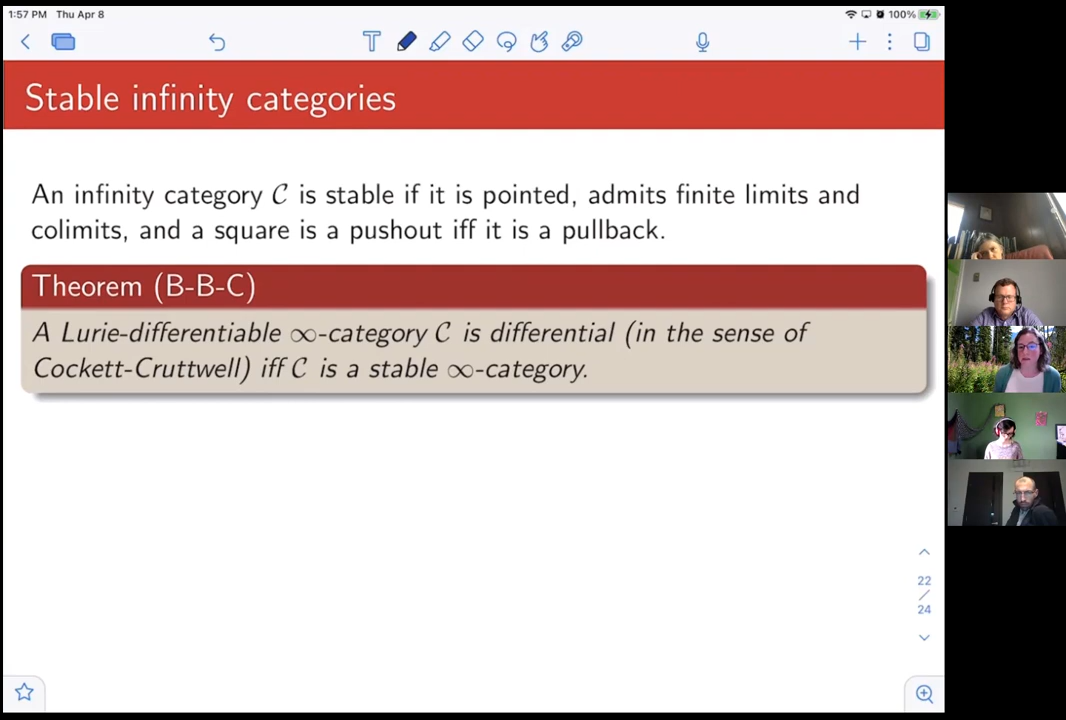 1:57 PM Thu Apr 8
100%
Stable infinity categories
An infinity category 𝒞 is stable if it is pointed, admits finite limits and
colimits, and a square is a pushout iff it is a pullback.
Theorem (B-B-C)
A Lurie-differentiable ∞-category 𝒞 is differential (in the sense of
Cockett-Cruttwell) iff 𝒞 is a stable ∞-category.
22
/
24